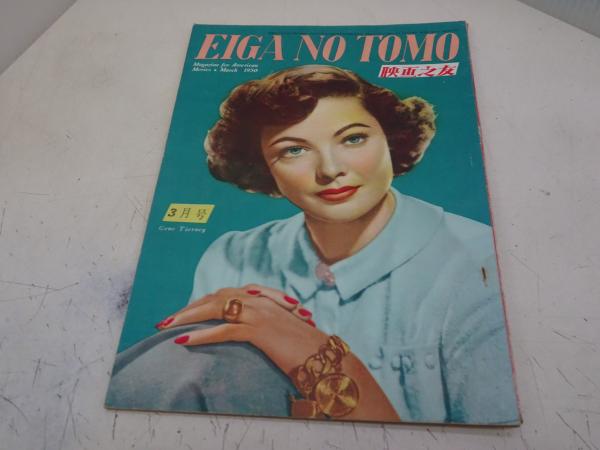 EIGA NO TOMO
Magazine for American
Movies • March 1950
映画之友
3月号
Gene Tierney